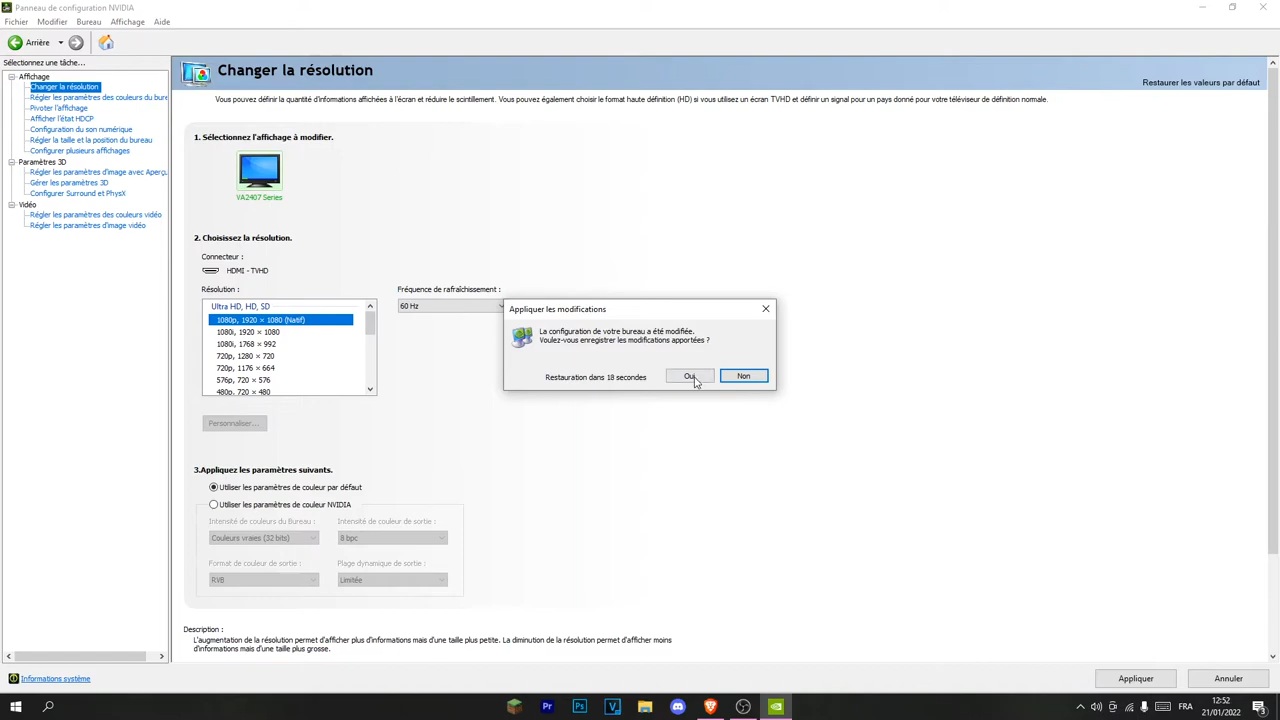 Panneau de configuration NVIDIA
Fichier Modifier Bureau Affichage Aide
Arrière
Sélectionnez une tâche...
Affichage
Changer la résolution
Régler les paramètres des couleurs du bure
Pivoter l'affichage
Afficher l'état HDCP
Configuration du son numérique
Régler la taille et la position du bureau
Configurer plusieurs affichages
Paramètres 3D
Régler les paramètres d'image avec Aperçu
Gérer les paramètres 3D
Configurer Surround et PhysX
Vidéo
Régler les paramètres des couleurs vidéo
Régler les paramètres d'image vidéo
Informations système
Changer la résolution
Restaurer les valeurs par défaut
Vous pouvez définir la quantité d'informations affichées à l'écran et réduire le scintillement. Vous pouvez également choisir le format haute définition (HD) si vous utilisez un écran TVHD et définir un signal pour un pays donné pour votre téléviseur de définition normale.
1. Sélectionnez l'affichage à modifier.
VA2407 Series
2. Choisissez la résolution.
Connecteur :
HDMI - TVHD
Résolution :
Fréquence de rafraîchissement :
60 Hz
Ultra HD, HD, SD
1080p, 1920 × 1080 (Natif)
1080i, 1920 × 1080
1080i, 1768 × 992
720p, 1280 × 720
720p, 1176 × 664
576p, 720 × 576
480p, 720 × 480
Personnaliser...
Appliquer les modifications
La configuration de votre bureau a été modifiée.
Voulez-vous enregistrer les modifications apportées ?
Restauration dans 18 secondes
Oui
Non
3.Appliquez les paramètres suivants.
Utiliser les paramètres de couleur par défaut
Utiliser les paramètres de couleur NVIDIA
Intensité de couleurs du Bureau :
Intensité de couleur de sortie :
Couleurs vraies (32 bits)
8 bpc
Format de couleur de sortie :
Plage dynamique de sortie :
RVB
Limitée
Description :
L'augmentation de la résolution permet d'afficher plus d'informations mais d'une taille plus petite. La diminution de la résolution permet d'afficher moins
d'informations mais d'une taille plus grosse.
Appliquer
Annuler
Pr
Ps
V
FRA
12:52
21/01/2022